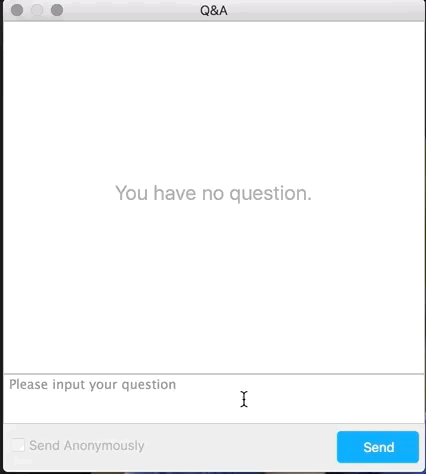 Q&A
You have no question.
Please input your question
Send Anonymously
Send